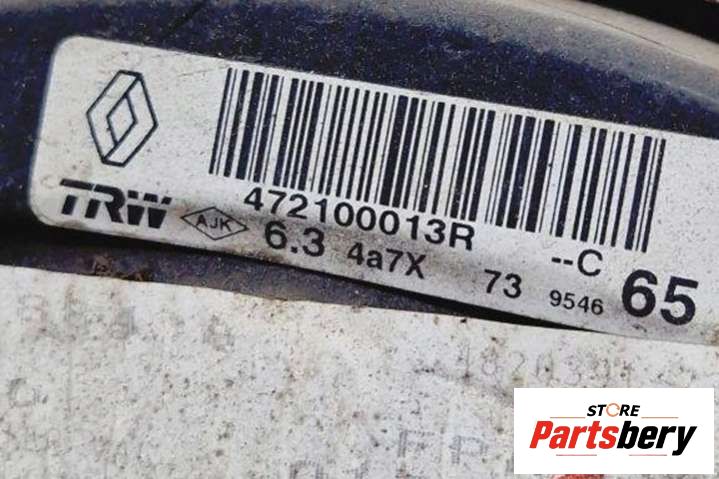 TRW
AJK
472100013R --C
6.3 4a7X 73 9546 65
STORE
Partsbery